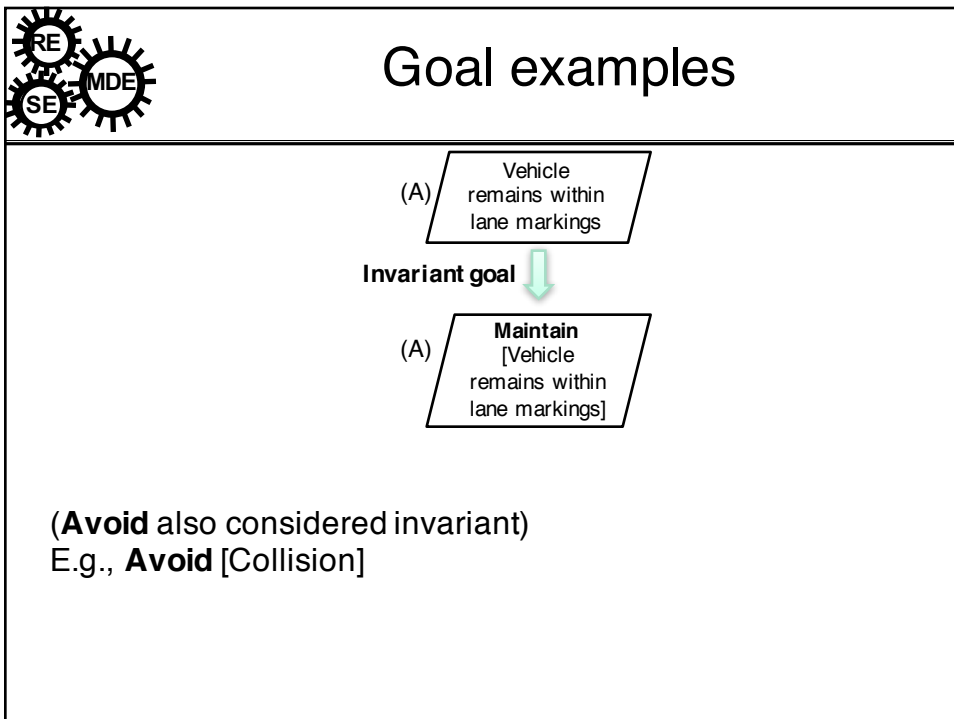 RE
MDE
SE
Goal examples
(A)
Vehicle
remains within
lane markings
Invariant goal
(A)
Maintain
[Vehicle
remains within
lane markings]
(Avoid also considered invariant)
E.g., Avoid [Collision]